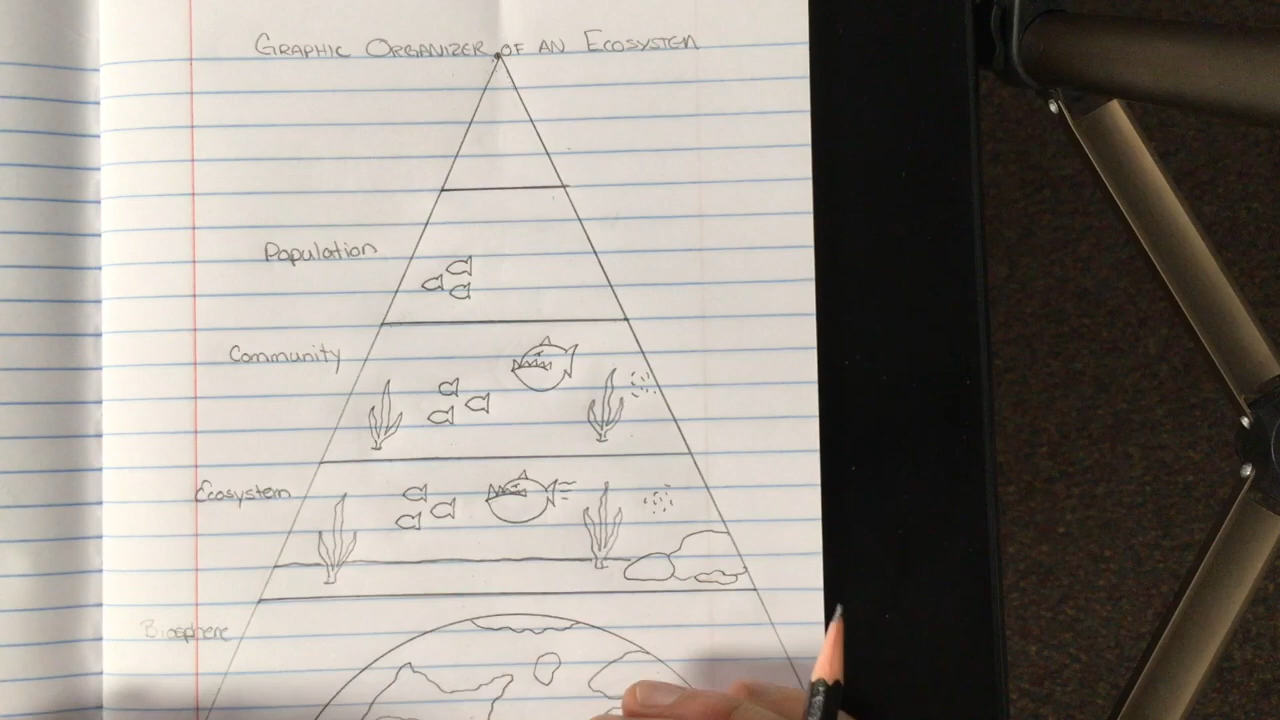 GRAPHIC ORGANIZER OF AN ECOSYSTEM
Population
Community
Ecosystem
Biosphere